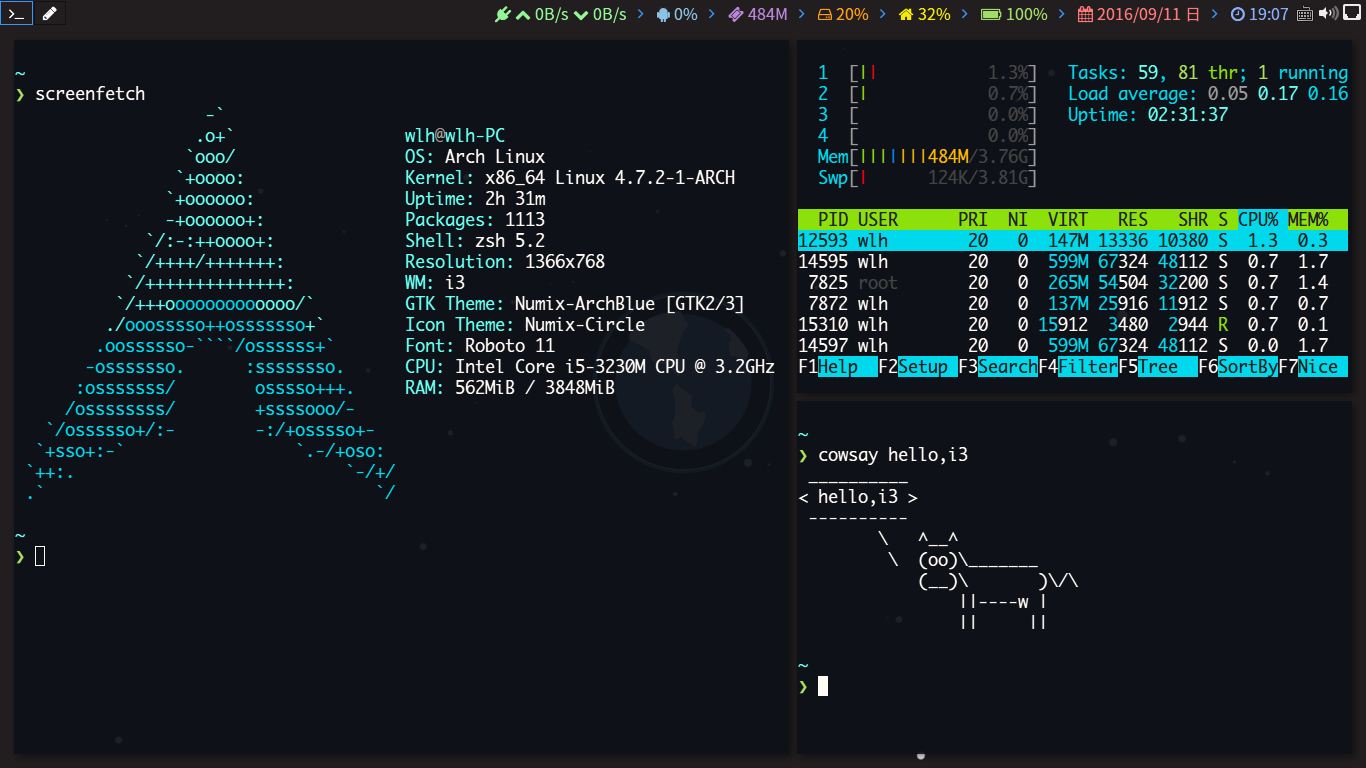 >_ 0B/s 0B/s > 0% > 484M > 20% > 32% > 100% > 2016/09/11 日 > 19:07
~
❯ screenfetch
                   -`
                  .o+`                 wlh@wlh-PC
                 `ooo/                 OS: Arch Linux
                `+oooo:                Kernel: x86_64 Linux 4.7.2-1-ARCH
               `+oooooo:               Uptime: 2h 31m
               -+oooooo+:              Packages: 1113
             `/:-:++oooo+:             Shell: zsh 5.2
            `/++++/+++++++:            Resolution: 1366x768
           `/++++++++++++++:           WM: i3
          `/+++ooooooooooooo/`         GTK Theme: Numix-ArchBlue [GTK2/3]
         ./ooosssso++osssssso+`        Icon Theme: Numix-Circle
        .oossssso-````/ossssss+`       Font: Roboto 11
       -osssssso.      :ssssssso.      CPU: Intel Core i5-3230M CPU @ 3.2GHz
      :osssssss/        osssso+++.     RAM: 562MiB / 3848MiB
     /ossssssss/        +ssssooo/-
   `/ossssso+/:-        -:/+osssso+-
  `+sso+:-`                 `.-/+oso:
 `++:.                           `-/+/
 .`                                 `/
~
❯
1 [|| 1.3%] Tasks: 59, 81 thr; 1 running
2 [| 0.7%] Load average: 0.05 0.17 0.16
3 [ 0.0%] Uptime: 02:31:37
4 [ 0.0%]
Mem[|||||||484M/3.76G]
Swp[| 124K/3.81G]
PID USER PRI NI VIRT RES SHR S CPU% MEM%
12593 wlh 20 0 147M 13336 10380 S 1.3 0.3
14595 wlh 20 0 599M 67324 48112 S 0.7 1.7
7825 root 20 0 265M 54504 32200 S 0.7 1.4
7872 wlh 20 0 137M 25916 11912 S 0.7 0.7
15310 wlh 20 0 15912 3480 2944 R 0.7 0.1
14597 wlh 20 0 599M 67324 48112 S 0.0 1.7
F1Help F2Setup F3SearchF4FilterF5Tree F6SortByF7Nice
~
❯ cowsay hello,i3
 __________
< hello,i3 >
 ----------
        \   ^__^
         \  (oo)\_______
            (__)\       )\/\
                ||----w |
                ||     ||
~
❯